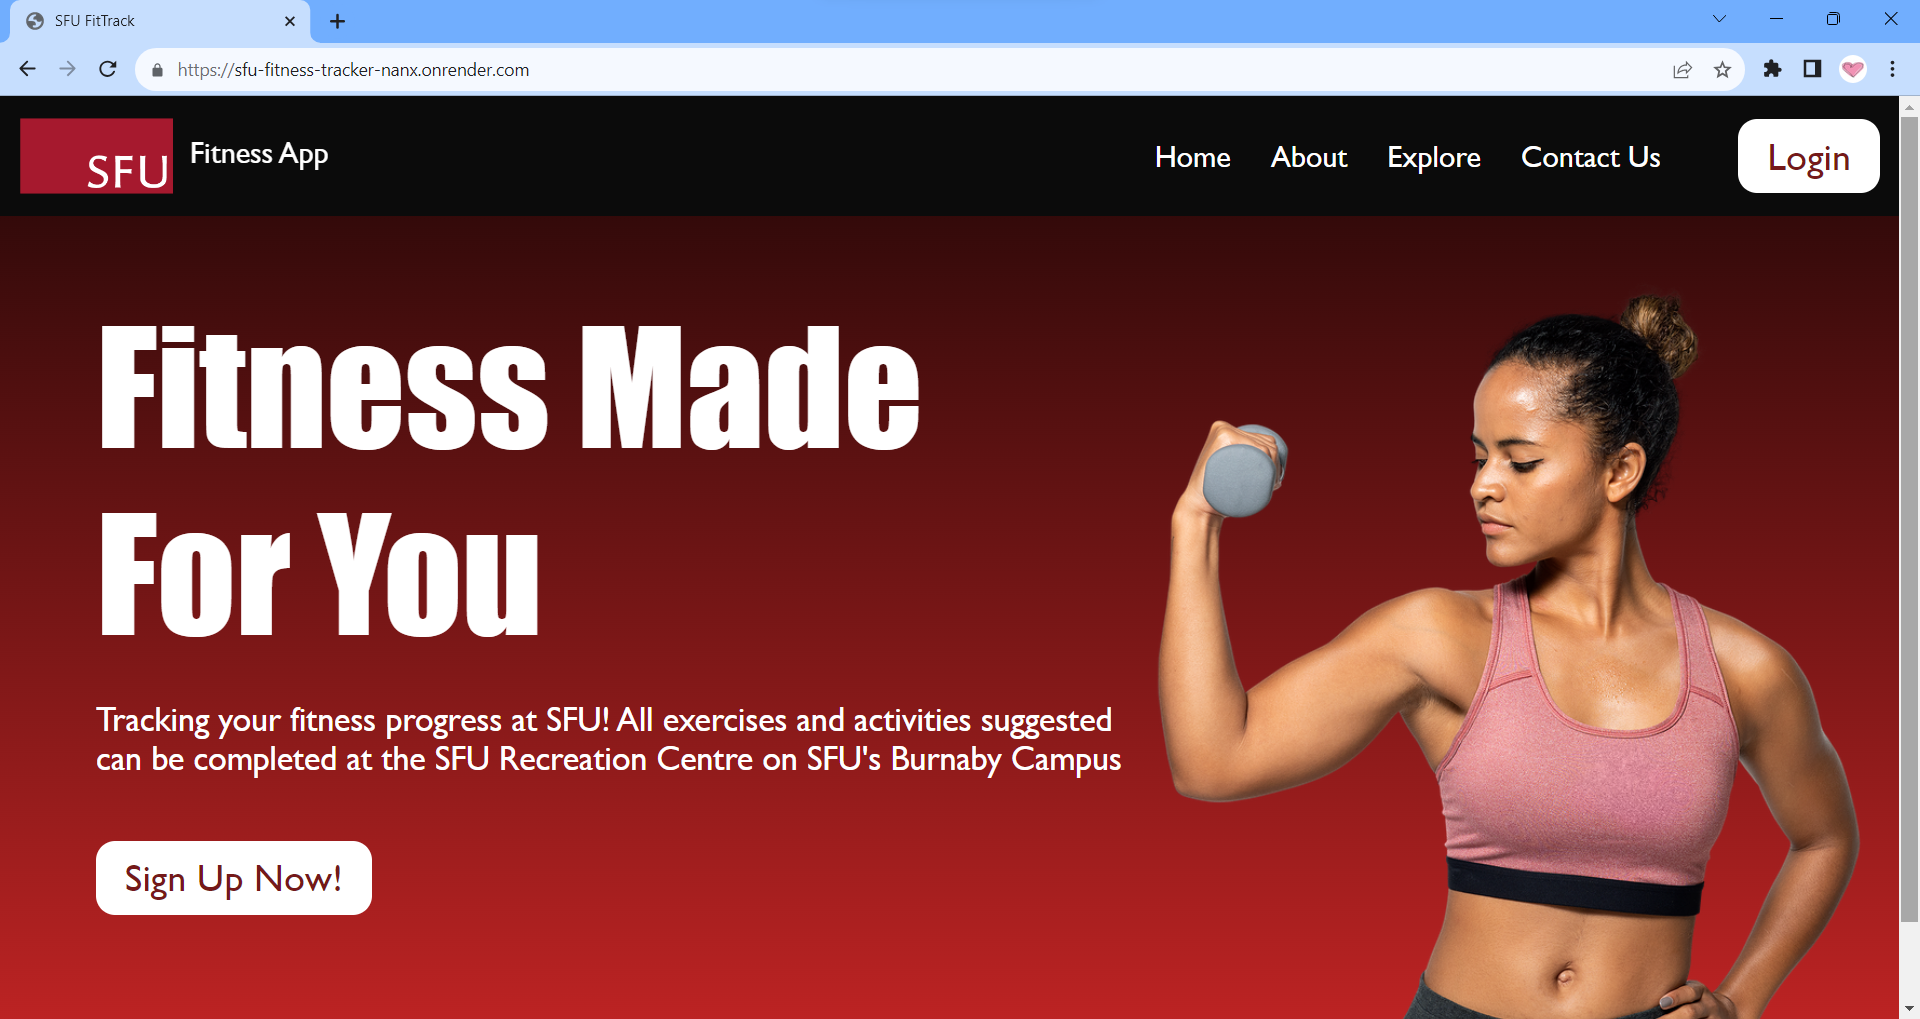 SFU FitTrack
https://sfu-fitness-tracker-nanx.onrender.com
SFU
Fitness App
Home
About
Explore
Contact Us
Login
Fitness Made
For You
Tracking your fitness progress at SFU! All exercises and activities suggested
can be completed at the SFU Recreation Centre on SFU's Burnaby Campus
Sign Up Now!